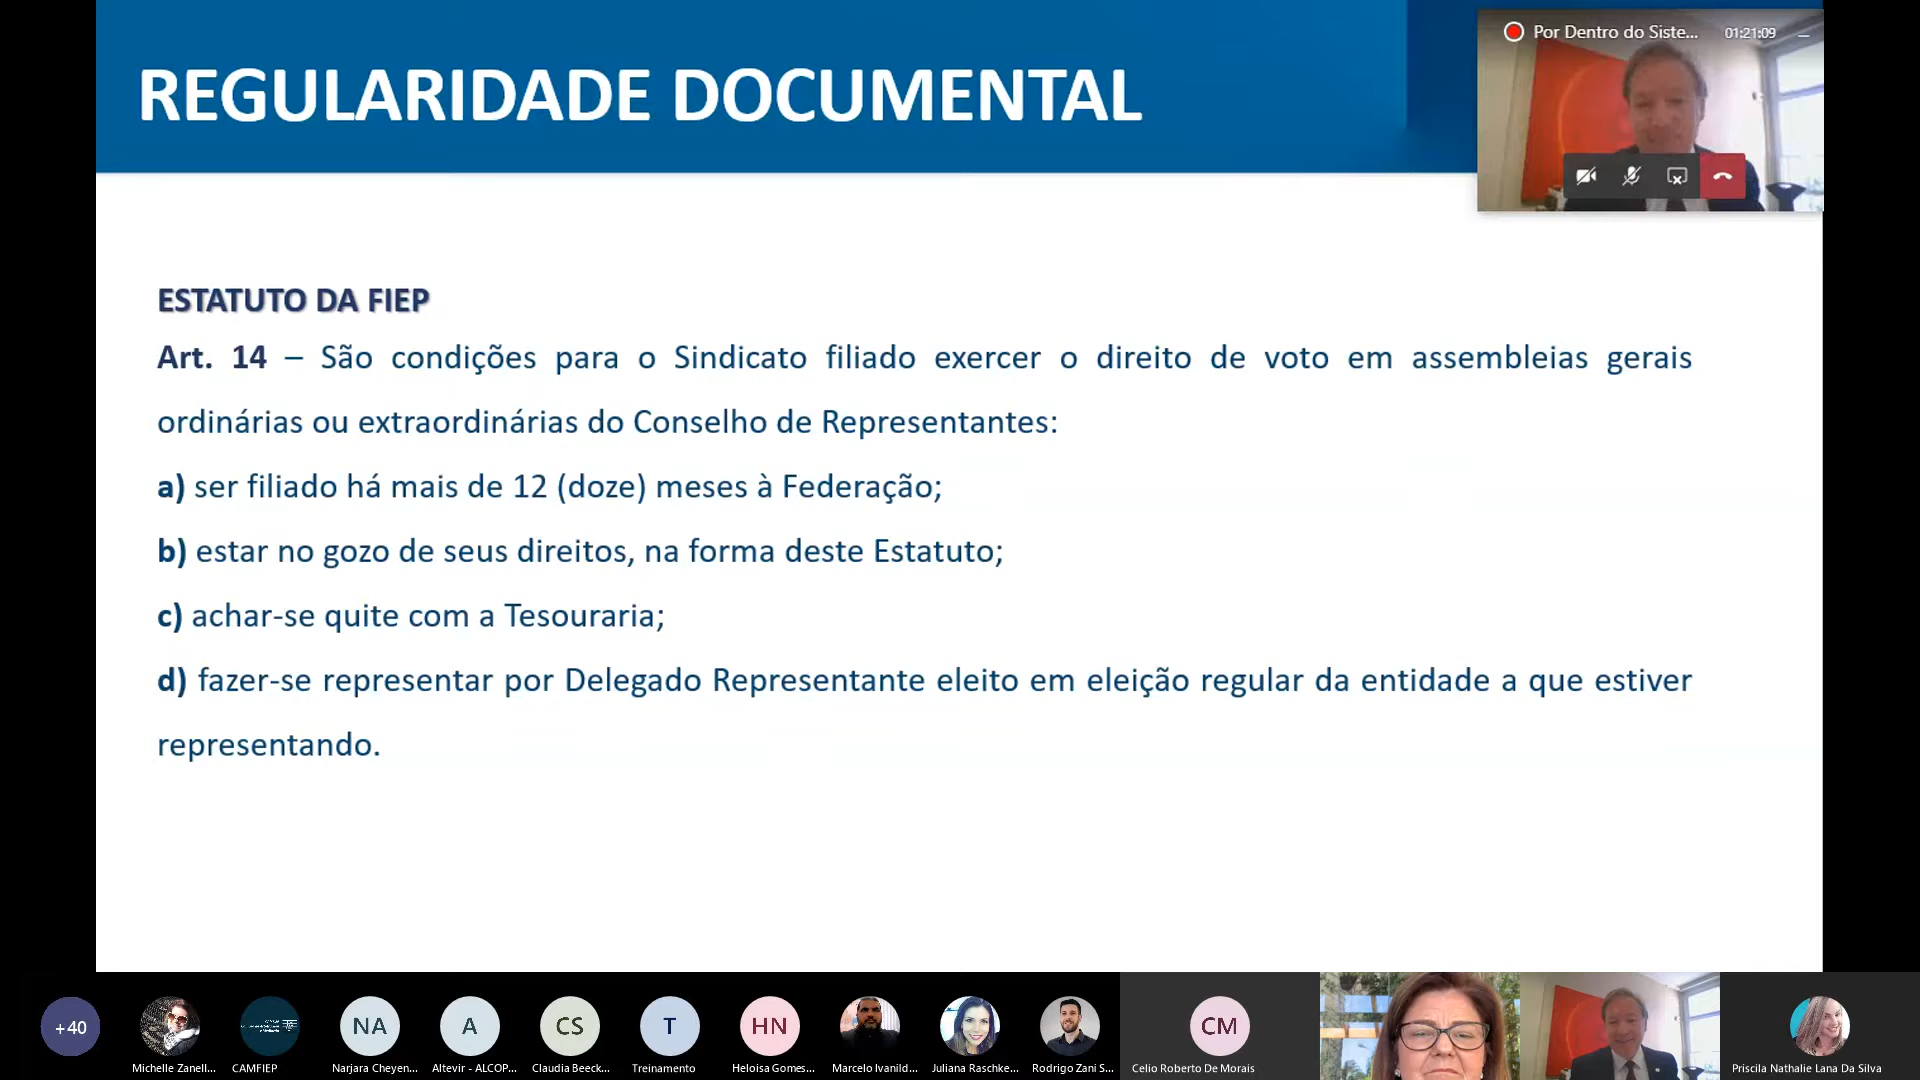 REGULARIDADE DOCUMENTAL
Por Dentro do Siste... 01:21:09
ESTATUTO DA FIEP
Art. 14 – São condições para o Sindicato filiado exercer o direito de voto em assembleias gerais
ordinárias ou extraordinárias do Conselho de Representantes:
a) ser filiado há mais de 12 (doze) meses à Federação;
b) estar no gozo de seus direitos, na forma deste Estatuto;
c) achar-se quite com a Tesouraria;
d) fazer-se representar por Delegado Representante eleito em eleição regular da entidade a que estiver
representando.
+40 NA A CS T HN CM
Michelle Zanell... CAMFIEP Narjara Cheyen... Altevir - ALCOP... Claudia Beeck... Treinamento Heloisa Gomes... Marcelo Ivanild... Juliana Raschke... Rodrigo Zani S... Celio Roberto De Morais Priscila Nathalie Lana Da Silva